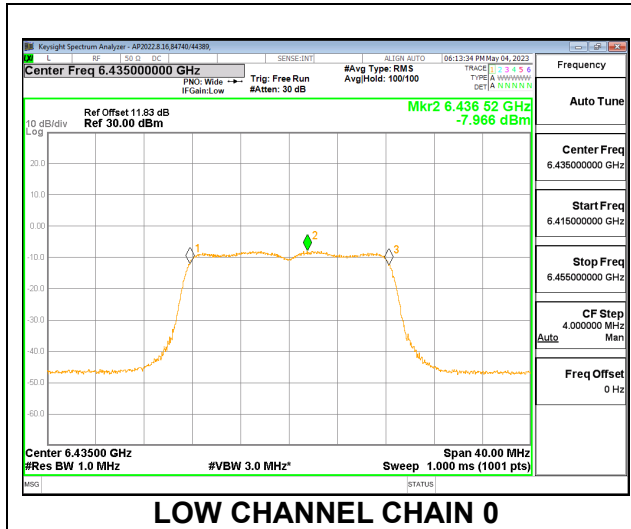 Keysight Spectrum Analyzer - AP2022.8.16,84740/44389,
L RF 50 Ω DC SENSE:INT ALIGN AUTO 06:13:34 PM May 04, 2023
Center Freq 6.435000000 GHz
PNO: Wide
IFGain:Low
Trig: Free Run
#Atten: 30 dB
#Avg Type: RMS
Avg|Hold: 100/100
TRACE 1 2 3 4 5 6
TYPE A WWWWW
DET A N N N N N
Frequency
Auto Tune
Center Freq
6.435000000 GHz
Start Freq
6.415000000 GHz
Stop Freq
6.455000000 GHz
CF Step
4.000000 MHz
Auto Man
Freq Offset
0 Hz
Mkr2 6.436 52 GHz
-7.966 dBm
Ref Offset 11.83 dB
10 dB/div Ref 30.00 dBm
Log
20.0
10.0
0.00
-10.0
-20.0
-30.0
-40.0
-50.0
-60.0
1
2
3
Center 6.43500 GHz Span 40.00 MHz
#Res BW 1.0 MHz #VBW 3.0 MHz* Sweep 1.000 ms (1001 pts)
MSG STATUS
LOW CHANNEL CHAIN 0